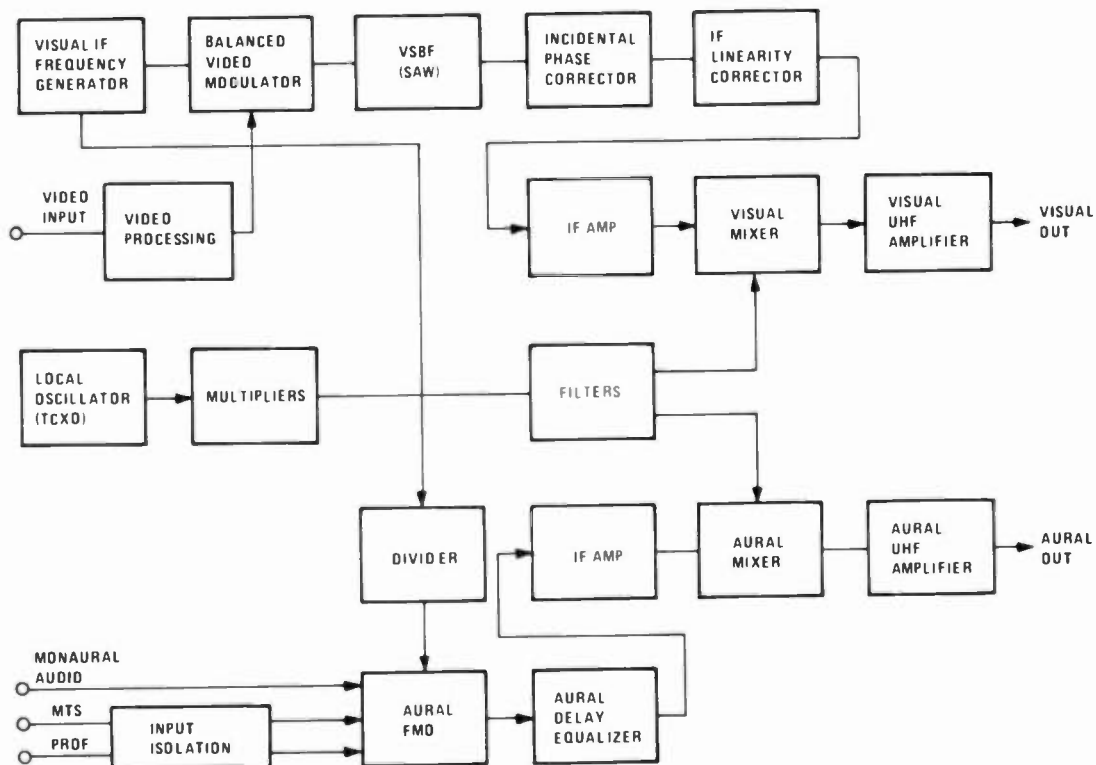 VISUAL IF
FREQUENCY
GENERATOR
BALANCED
VIDEO
MODULATOR
VSBF
(SAW)
INCIDENTAL
PHASE
CORRECTOR
IF
LINEARITY
CORRECTOR
VIDEO
INPUT
VIDEO
PROCESSING
IF AMP
VISUAL
MIXER
VISUAL
UHF
AMPLIFIER
VISUAL
OUT
LOCAL
OSCILLATOR
(TCXO)
MULTIPLIERS
FILTERS
DIVIDER
IF AMP
AURAL
MIXER
AURAL
UHF
AMPLIFIER
AURAL
OUT
MONAURAL
AUDIO
MTS
PROF
INPUT
ISOLATION
AURAL
FMO
AURAL
DELAY
EQUALIZER